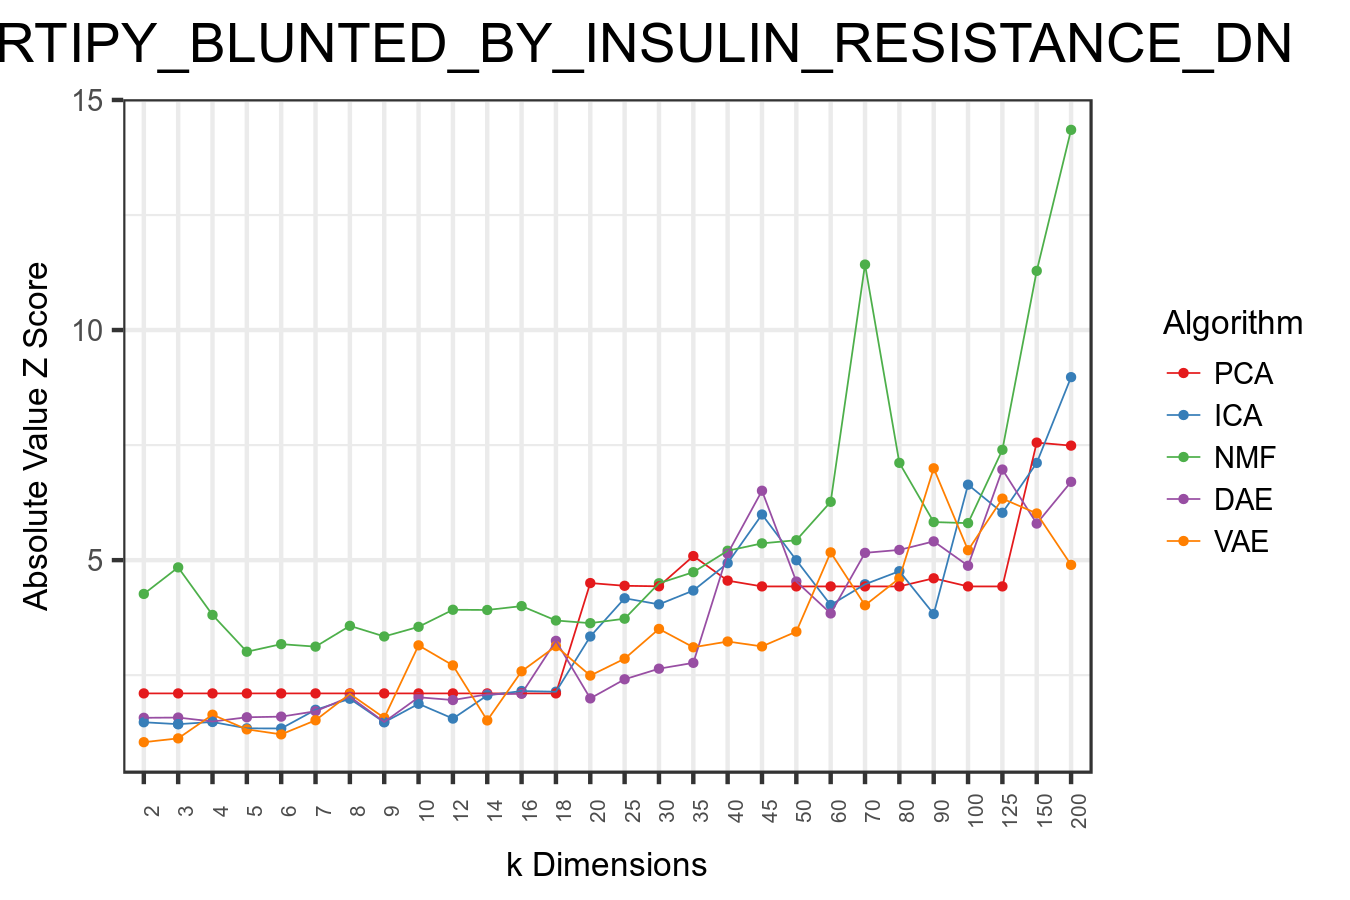 RTIPY_BLUNTED_BY_INSULIN_RESISTANCE_DN
15
10
5
Absolute Value Z Score
2 3 4 5 6 7 8 9 10 12 14 16 18 20 25 30 35 40 45 50 60 70 80 90 100 125 150 200
k Dimensions
Algorithm
PCA
ICA
NMF
DAE
VAE